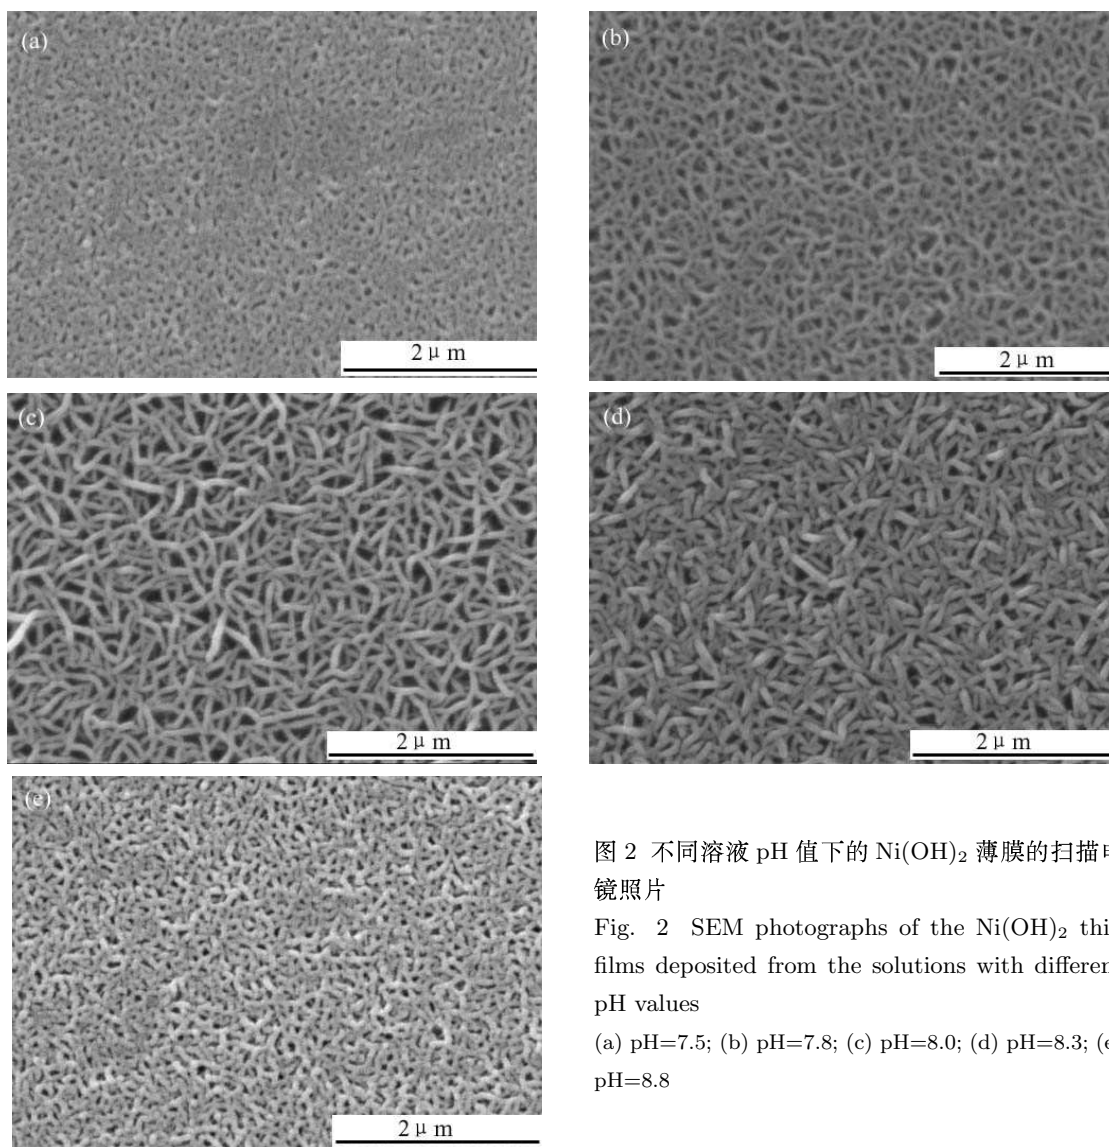 (a)
(b)
2 μ m
2 μ m
(c)
(d)
2 μ m
2 μ m
(e)
图 2 不同溶液 pH 值下的 Ni(OH)₂ 薄膜的扫描
镜照片
Fig. 2 SEM photographs of the Ni(OH)₂ thi
films deposited from the solutions with differen
pH values
(a) pH=7.5; (b) pH=7.8; (c) pH=8.0; (d) pH=8.3; (e
pH=8.8
2 μ m